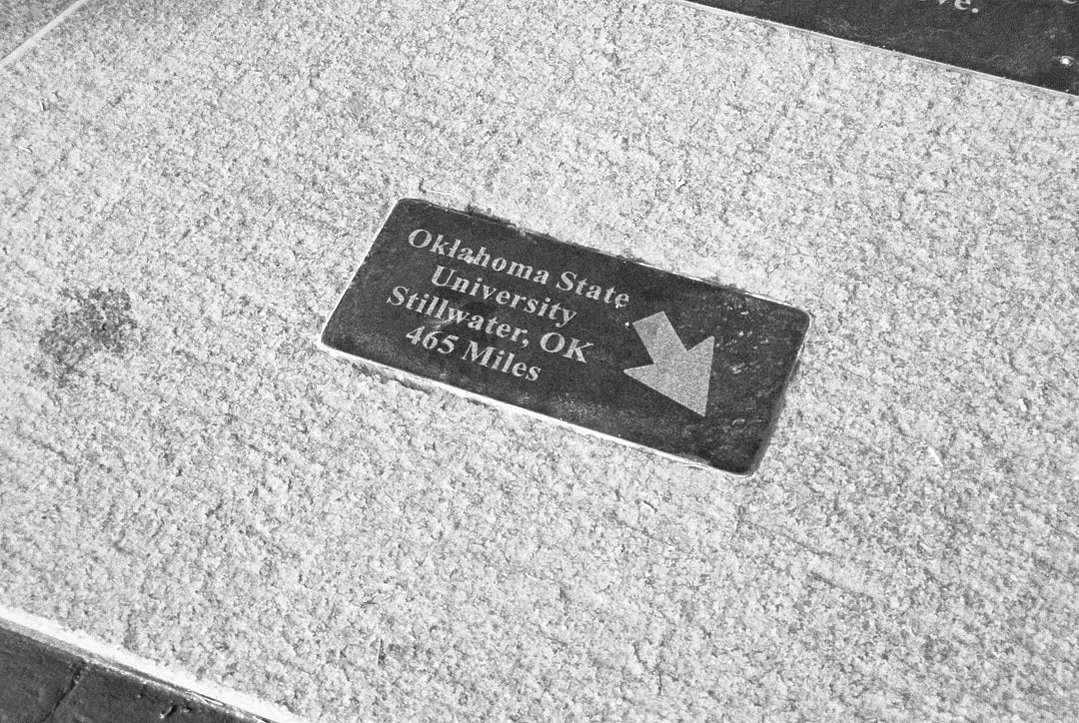 Oklahoma State
University
Stillwater, OK
465 Miles